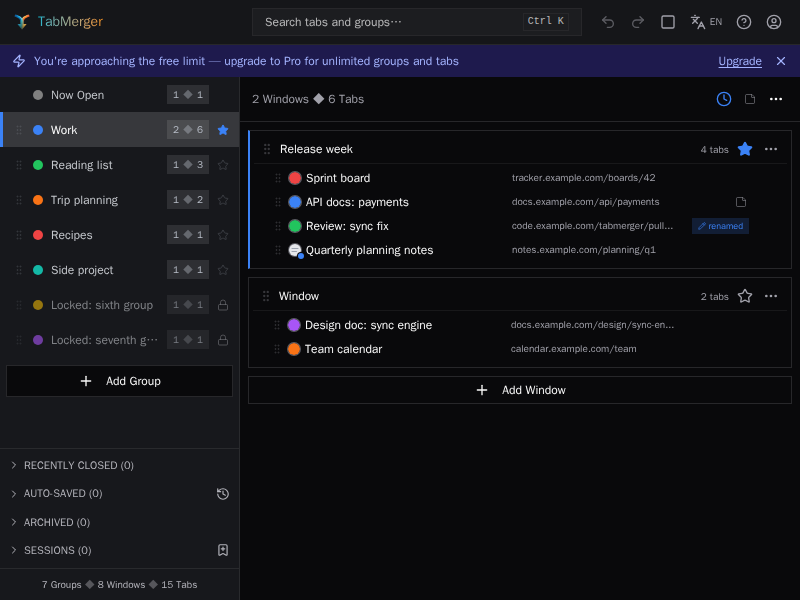 TabMerger
Search tabs and groups···
Ctrl K
EN
You're approaching the free limit — upgrade to Pro for unlimited groups and tabs
Upgrade
Now Open
1 ◆ 1
Work
2 ◆ 6
Reading list
1 ◆ 3
Trip planning
1 ◆ 2
Recipes
1 ◆ 1
Side project
1 ◆ 1
Locked: sixth group
1 ◆ 1
Locked: seventh g···
1 ◆ 1
Add Group
RECENTLY CLOSED (0)
AUTO-SAVED (0)
ARCHIVED (0)
SESSIONS (0)
7 Groups ◆ 8 Windows ◆ 15 Tabs
2 Windows ◆ 6 Tabs
Release week
4 tabs
Sprint board
tracker.example.com/boards/42
API docs: payments
docs.example.com/api/payments
Review: sync fix
code.example.com/tabmerger/pull...
renamed
Quarterly planning notes
notes.example.com/planning/q1
Window
2 tabs
Design doc: sync engine
docs.example.com/design/sync-en...
Team calendar
calendar.example.com/team
Add Window